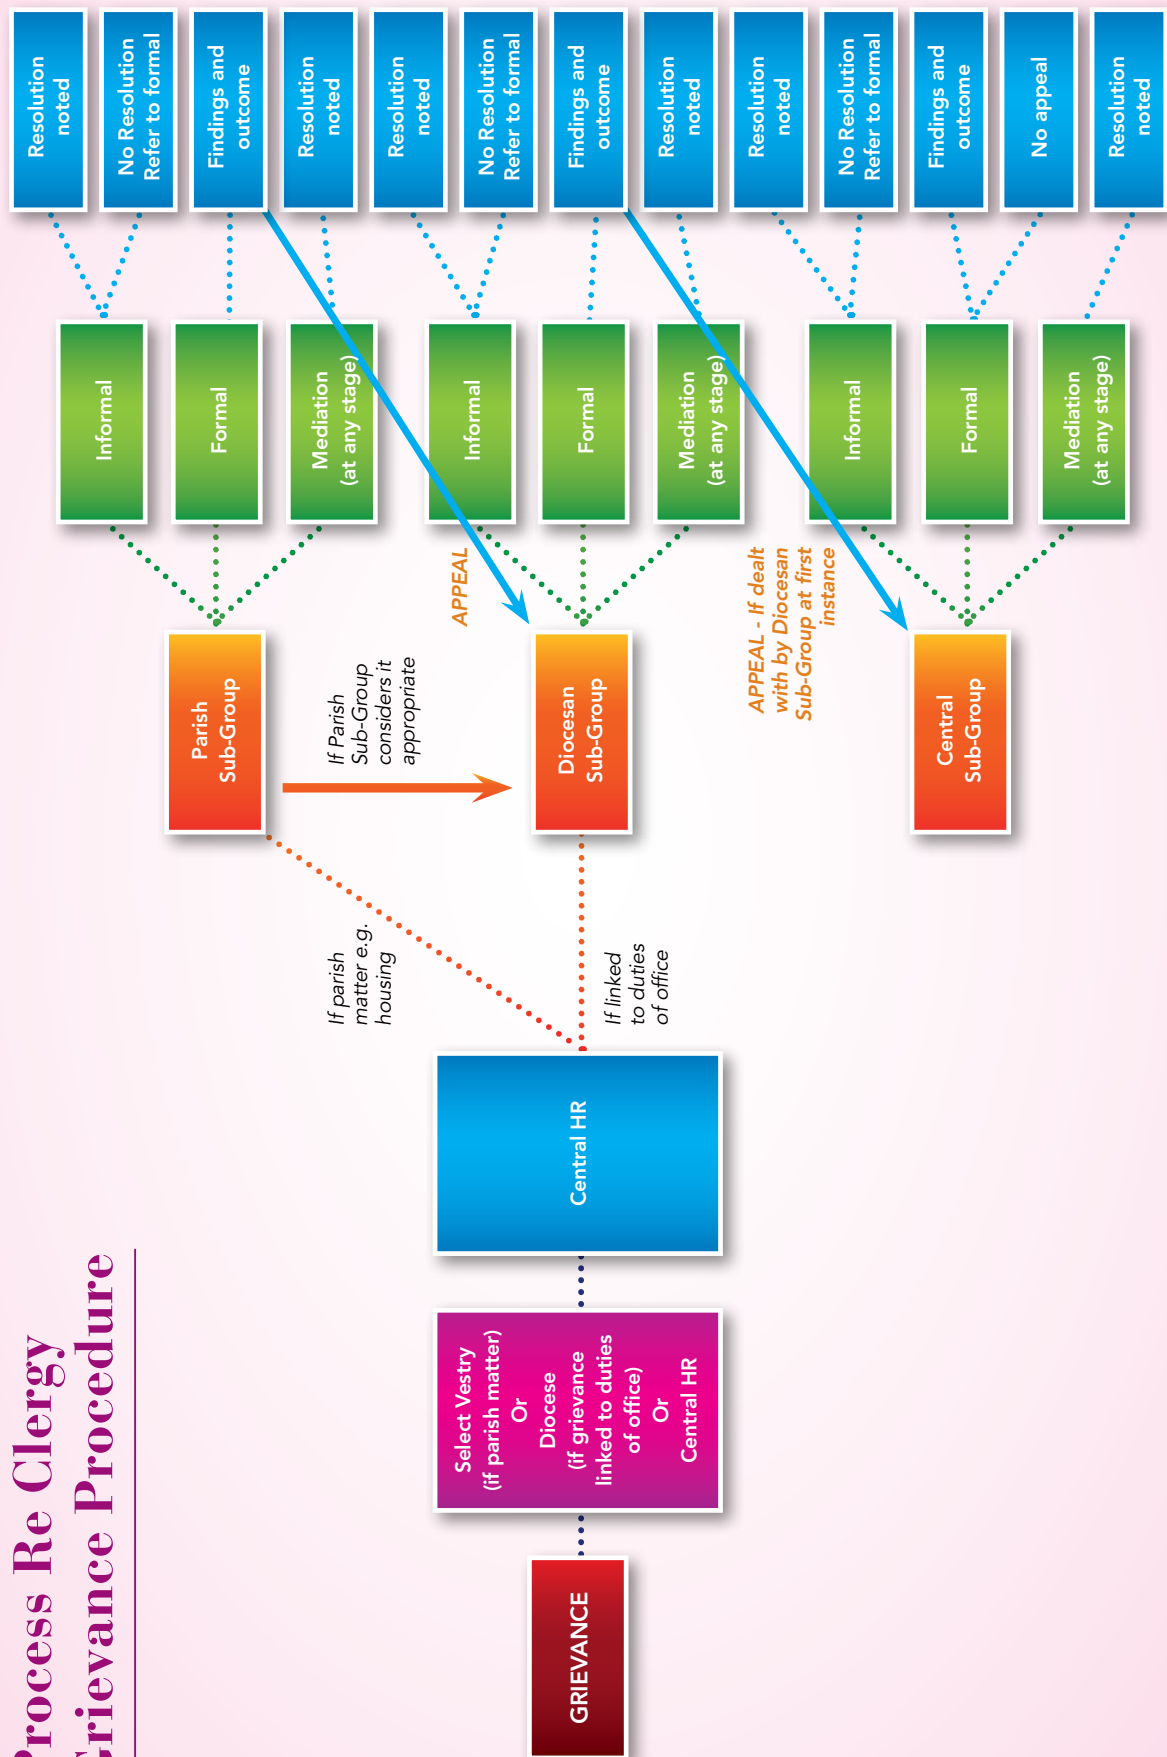 Process Re Clergy
Grievance Procedure
GRIEVANCE
Select Vestry
(if parish matter)
Or
Diocese
(if grievance
linked to duties
of office)
Or
Central HR
Central HR
If parish
matter e.g.
housing
If linked
to duties
of office
Parish
Sub-Group
If Parish
Sub-Group
considers it
appropriate
Diocesan
Sub-Group
Central
Sub-Group
APPEAL
APPEAL - If dealt
with by Diocesan
Sub-Group at first
instance
Informal
Formal
Mediation
(at any stage)
Informal
Formal
Mediation
(at any stage)
Informal
Formal
Mediation
(at any stage)
Resolution
noted
No Resolution
Refer to formal
Findings and
outcome
Resolution
noted
Resolution
noted
No Resolution
Refer to formal
Findings and
outcome
Resolution
noted
Resolution
noted
No Resolution
Refer to formal
Findings and
outcome
No appeal
Resolution
noted